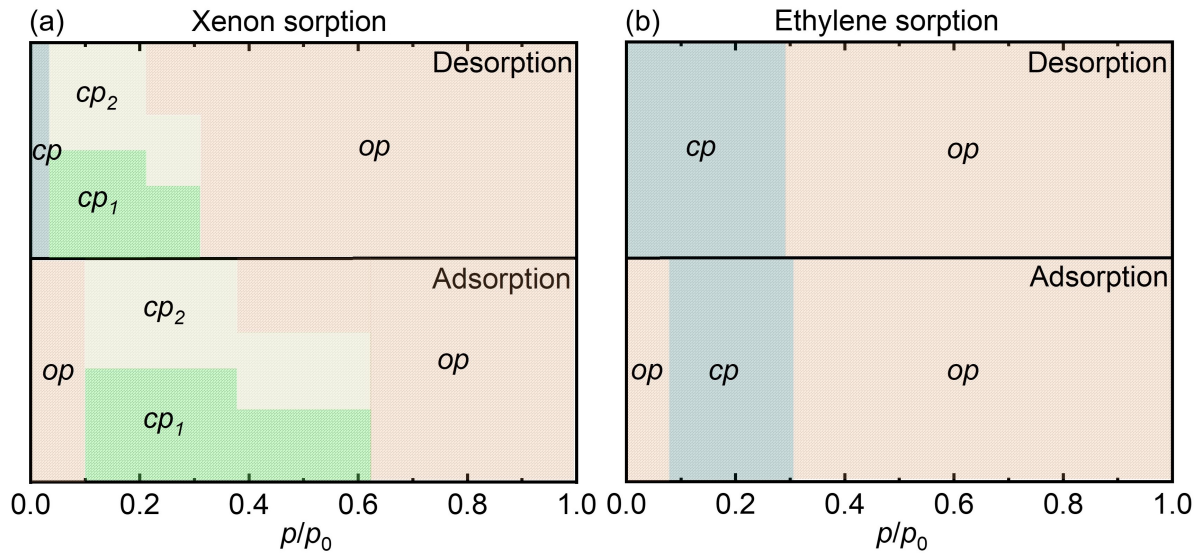 (a) Xenon sorption
Desorption
cp2
cp
op
cp1
Adsorption
cp2
op
op
cp1
0.0 0.2 0.4 0.6 0.8 1.0
p/p0
(b) Ethylene sorption
Desorption
cp
op
Adsorption
op
cp
op
0.0 0.2 0.4 0.6 0.8 1.0
p/p0